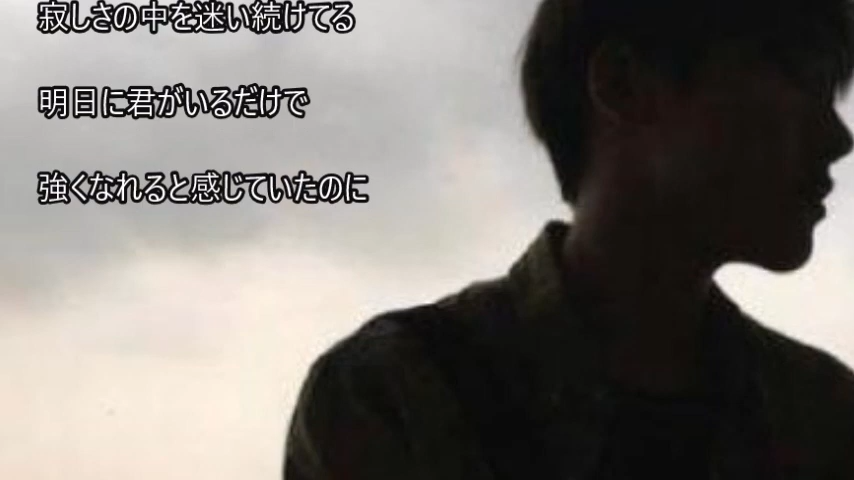 寂しさの中を迷い続けてる
明日に君がいるだけで
強くなれると感じていたのに